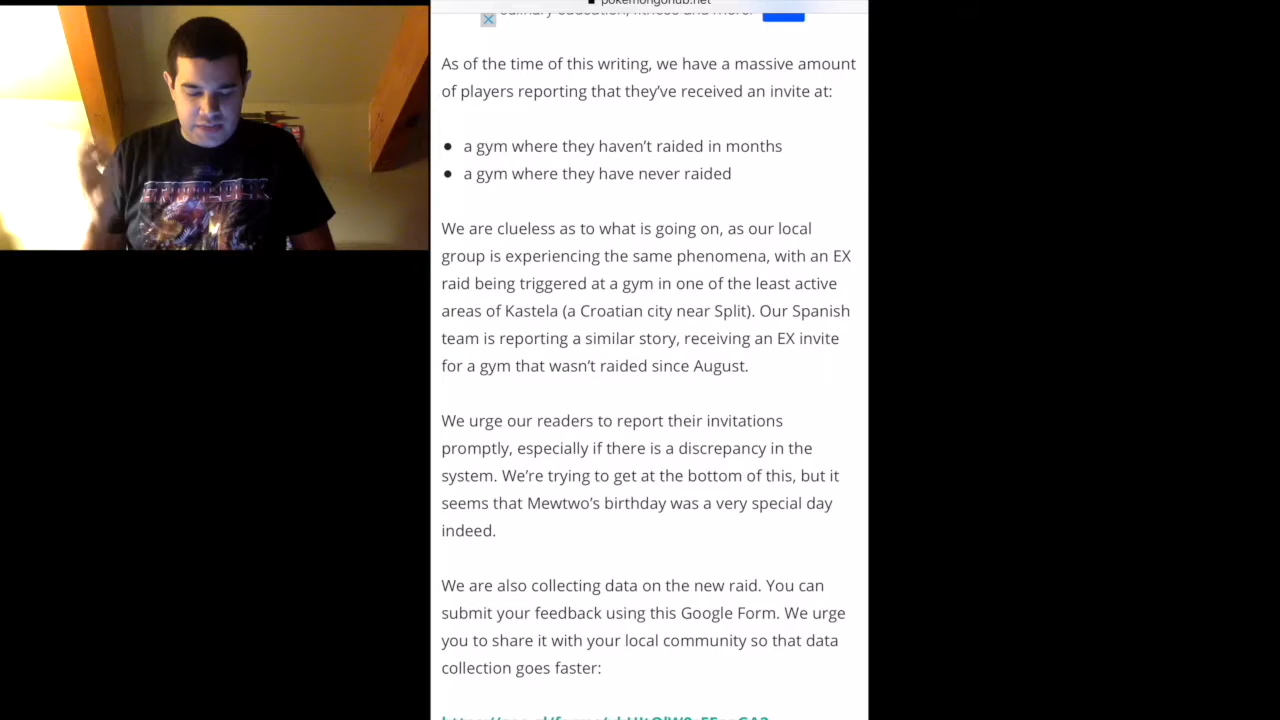 pokemongohub.net
culinary education, fitness and more.
As of the time of this writing, we have a massive amount
of players reporting that they’ve received an invite at:
● a gym where they haven’t raided in months
● a gym where they have never raided
We are clueless as to what is going on, as our local
group is experiencing the same phenomena, with an EX
raid being triggered at a gym in one of the least active
areas of Kastela (a Croatian city near Split). Our Spanish
team is reporting a similar story, receiving an EX invite
for a gym that wasn’t raided since August.
We urge our readers to report their invitations
promptly, especially if there is a discrepancy in the
system. We’re trying to get at the bottom of this, but it
seems that Mewtwo’s birthday was a very special day
indeed.
We are also collecting data on the new raid. You can
submit your feedback using this Google Form. We urge
you to share it with your local community so that data
collection goes faster: